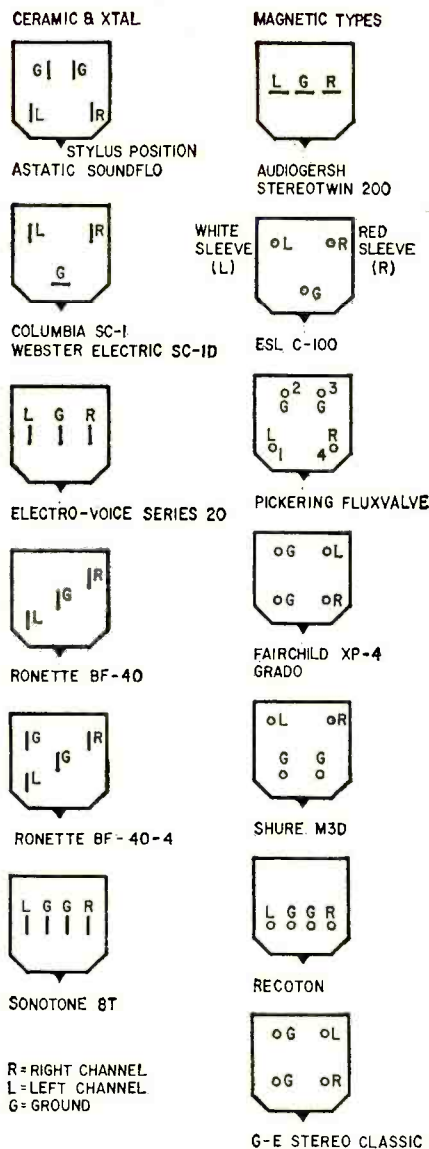 CERAMIC & XTAL
G G
L R
STYLUS POSITION
ASTATIC SOUNDFLO
L R
G
COLUMBIA SC-1
WEBSTER ELECTRIC SC-1D
L G R
ELECTRO-VOICE SERIES 20
R
G
L
RONETTE BF-40
G R
G
L
RONETTE BF-40-4
L G G R
SONOTONE 8T
R=RIGHT CHANNEL
L=LEFT CHANNEL
G=GROUND
MAGNETIC TYPES
L G R
AUDIOGERSH
STEREOTWIN 200
WHITE
SLEEVE
(L)
L R
G
RED
SLEEVE
(R)
ESL C-100
2 3
G G
L R
1 4
PICKERING FLUXVALVE
G L
G R
FAIRCHILD XP-4
GRADO
L R
G G
SHURE M3D
L G G R
RECOTON
G L
G R
G-E STEREO CLASSIC